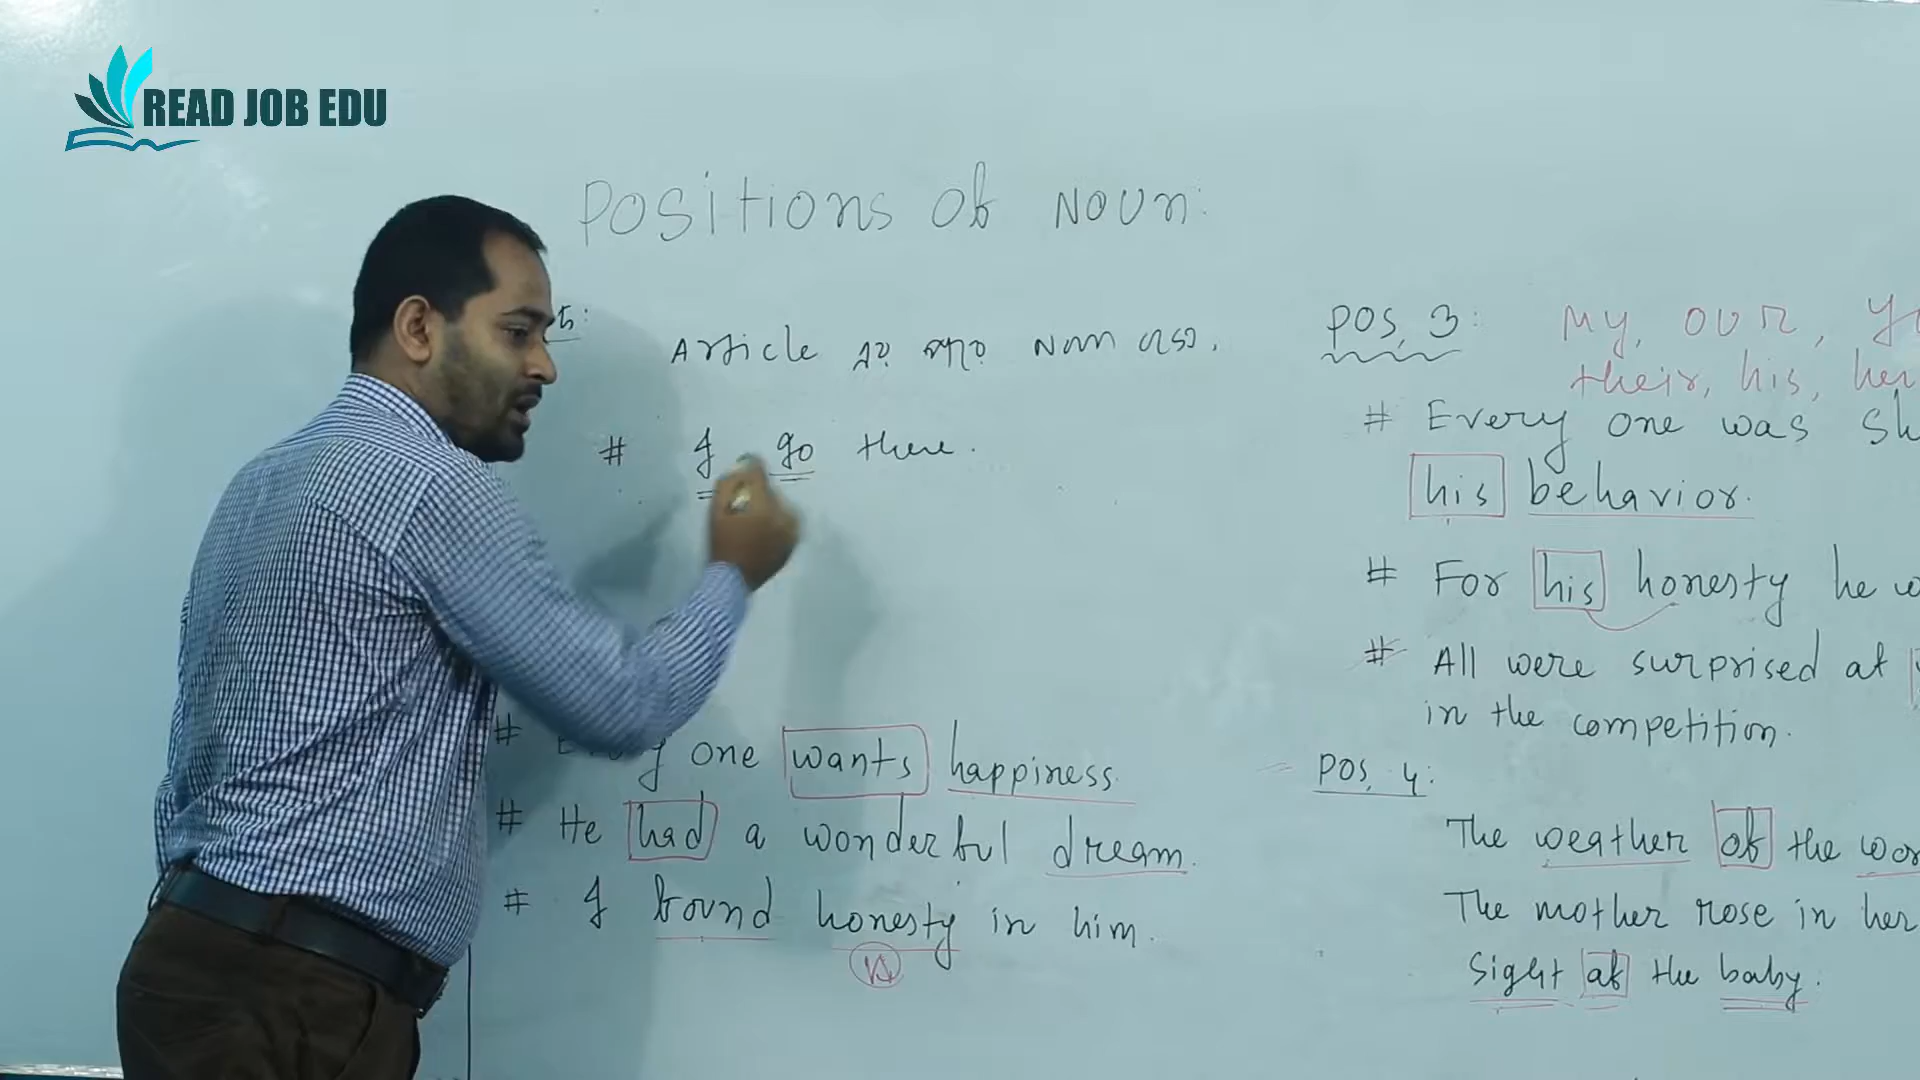 READ JOB EDU
Positions of Noun:
Article এর পরে Noun বসে.
# I go there.
# one wants happiness.
# He had a wonderful dream.
# I found honesty in him.
N
Pos. 3: My, our,
their, his, her
# Every one was
his behavior.
# For his honesty he
# All were surprised at
in the competition.
Pos. 4:
The weather of the
The mother rose in her
sight of the baby.